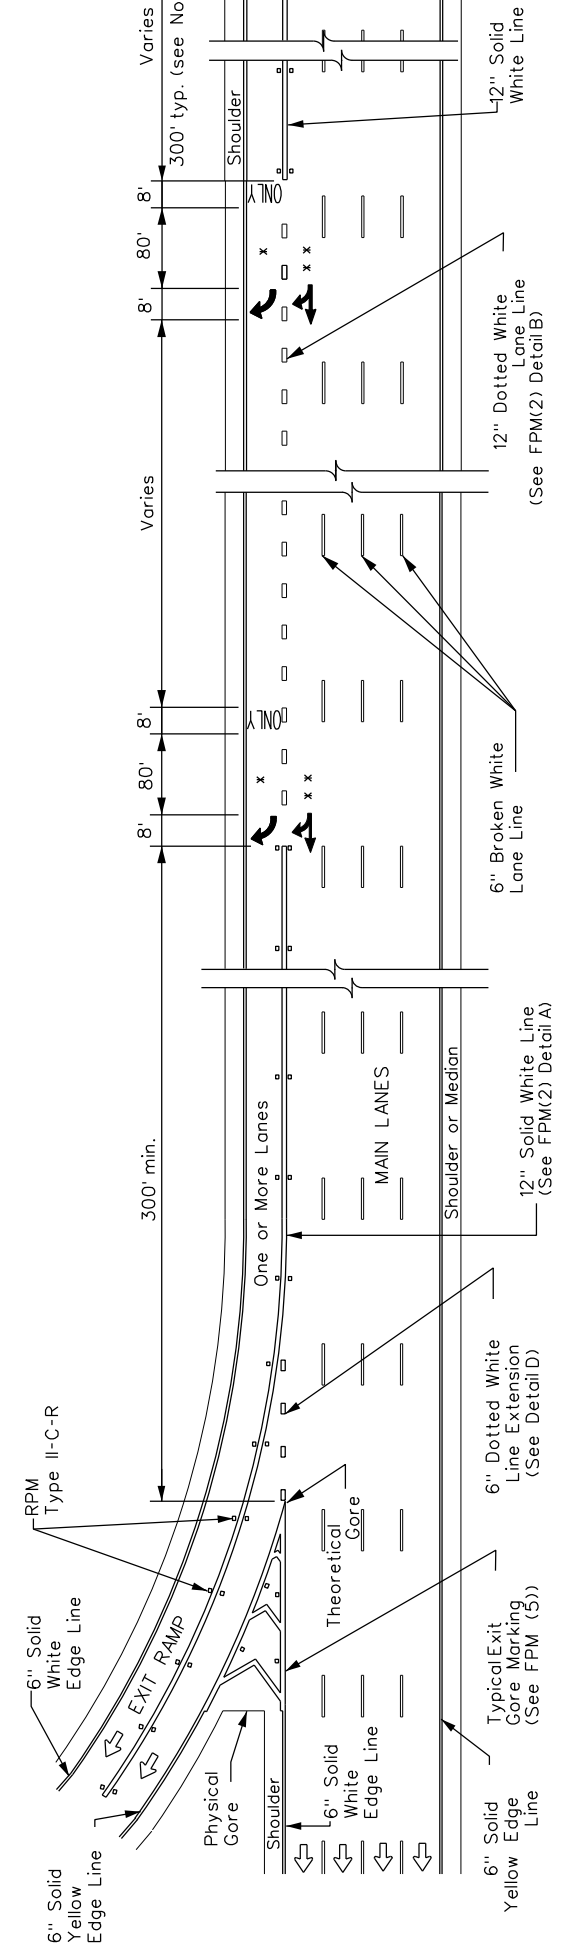 Varies
300' typ. (see No
Shoulder
12" Solid
White Line
8'
80'
8'
ONLY
12" Dotted White
Lane Line
(See FPM(2) Detail B)
Varies
8'
80'
8'
ONLY
6" Broken White
Lane Line
300' min.
One or More Lanes
MAIN LANES
Shoulder or Median
12" Solid White Line
(See FPM(2) Detail A)
6" Dotted White
Line Extension
(See Detail D)
RPM
Type II-C-R
Theoretical
Gore
6" Solid
White
Edge Line
EXIT RAMP
Typical Exit
Gore Marking
(See FPM (5))
Physical
Gore
Shoulder
6" Solid
White
Edge Line
6" Solid
Yellow Edge
Line
6" Solid
Yellow
Edge Line